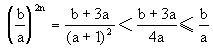 (b/a)^{2n} = (b+3a)/(a+1)² < (b+3a)/4a ⩽ b/a